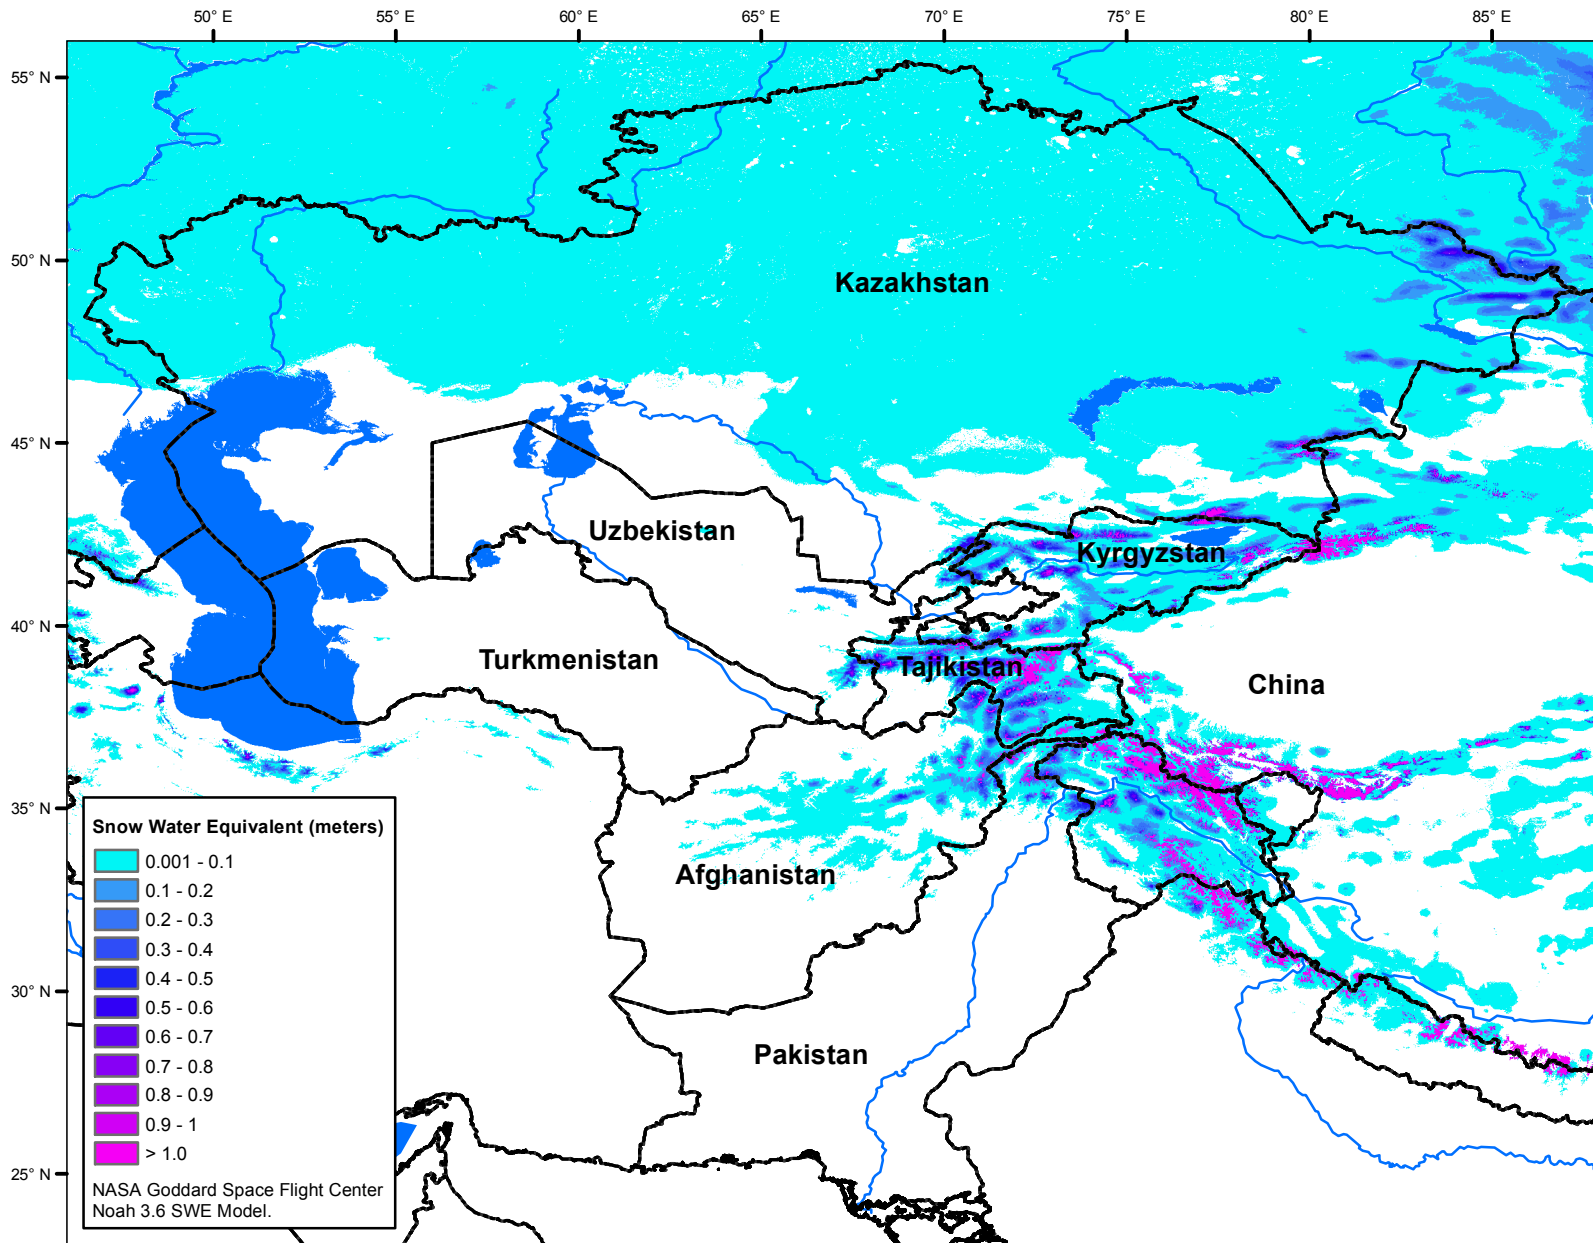 50° E
55° E
60° E
65° E
70° E
75° E
80° E
85° E
55° N
50° N
45° N
40° N
35° N
30° N
25° N
Kazakhstan
Uzbekistan
Kyrgyzstan
Turkmenistan
Tajikistan
China
Afghanistan
Pakistan
Snow Water Equivalent (meters)
0.001 - 0.1
0.1 - 0.2
0.2 - 0.3
0.3 - 0.4
0.4 - 0.5
0.5 - 0.6
0.6 - 0.7
0.7 - 0.8
0.8 - 0.9
0.9 - 1
> 1.0
NASA Goddard Space Flight Center
Noah 3.6 SWE Model.